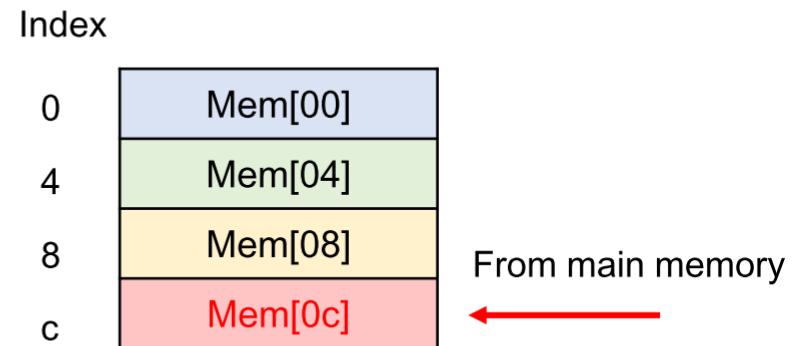 Index
0
Mem[00]
4
Mem[04]
8
Mem[08]
From main memory
c
Mem[0c]